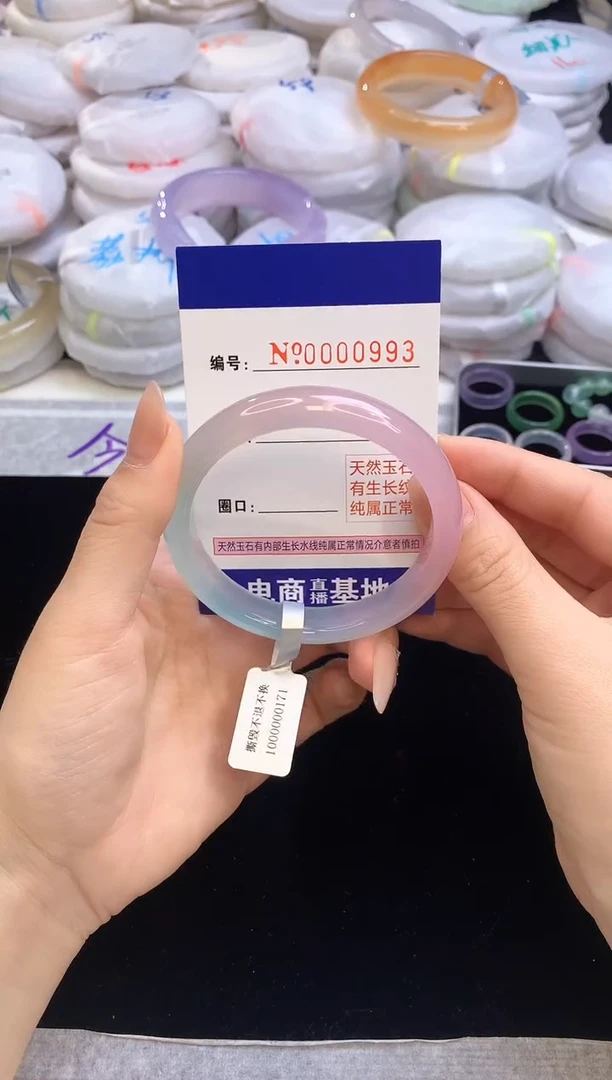 编号: Nº0000993
圈口:
天然玉石
有生长纹
纯属正常
天然玉石有内部生长水线纯属正常情况介意者慎拍
电商直播基地
撕毁不退不换
1000000171